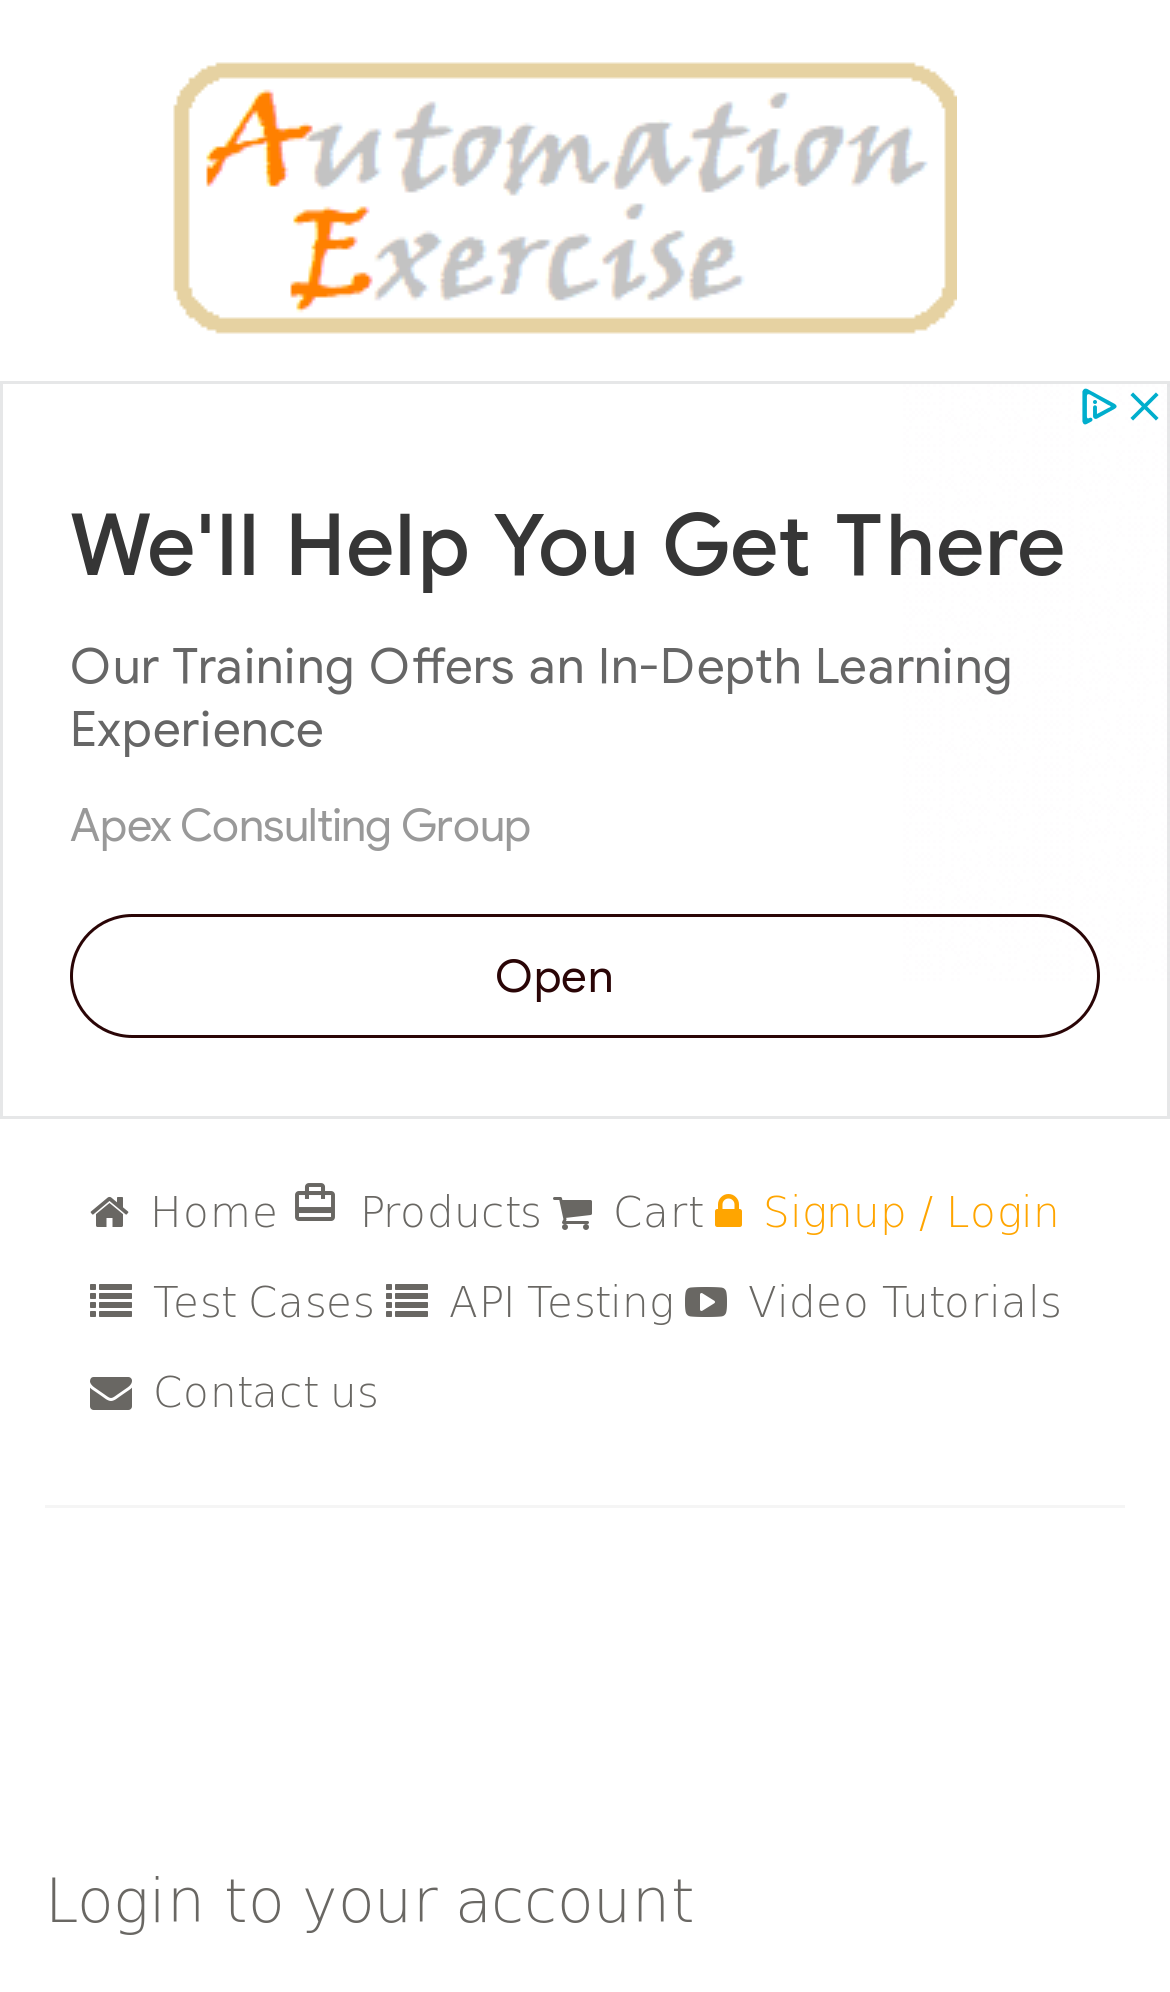 Automation
Exercise
We'll Help You Get There
Our Training Offers an In-Depth Learning
Experience
Apex Consulting Group
Open
Home Products Cart Signup / Login
Test Cases API Testing Video Tutorials
Contact us
Login to your account